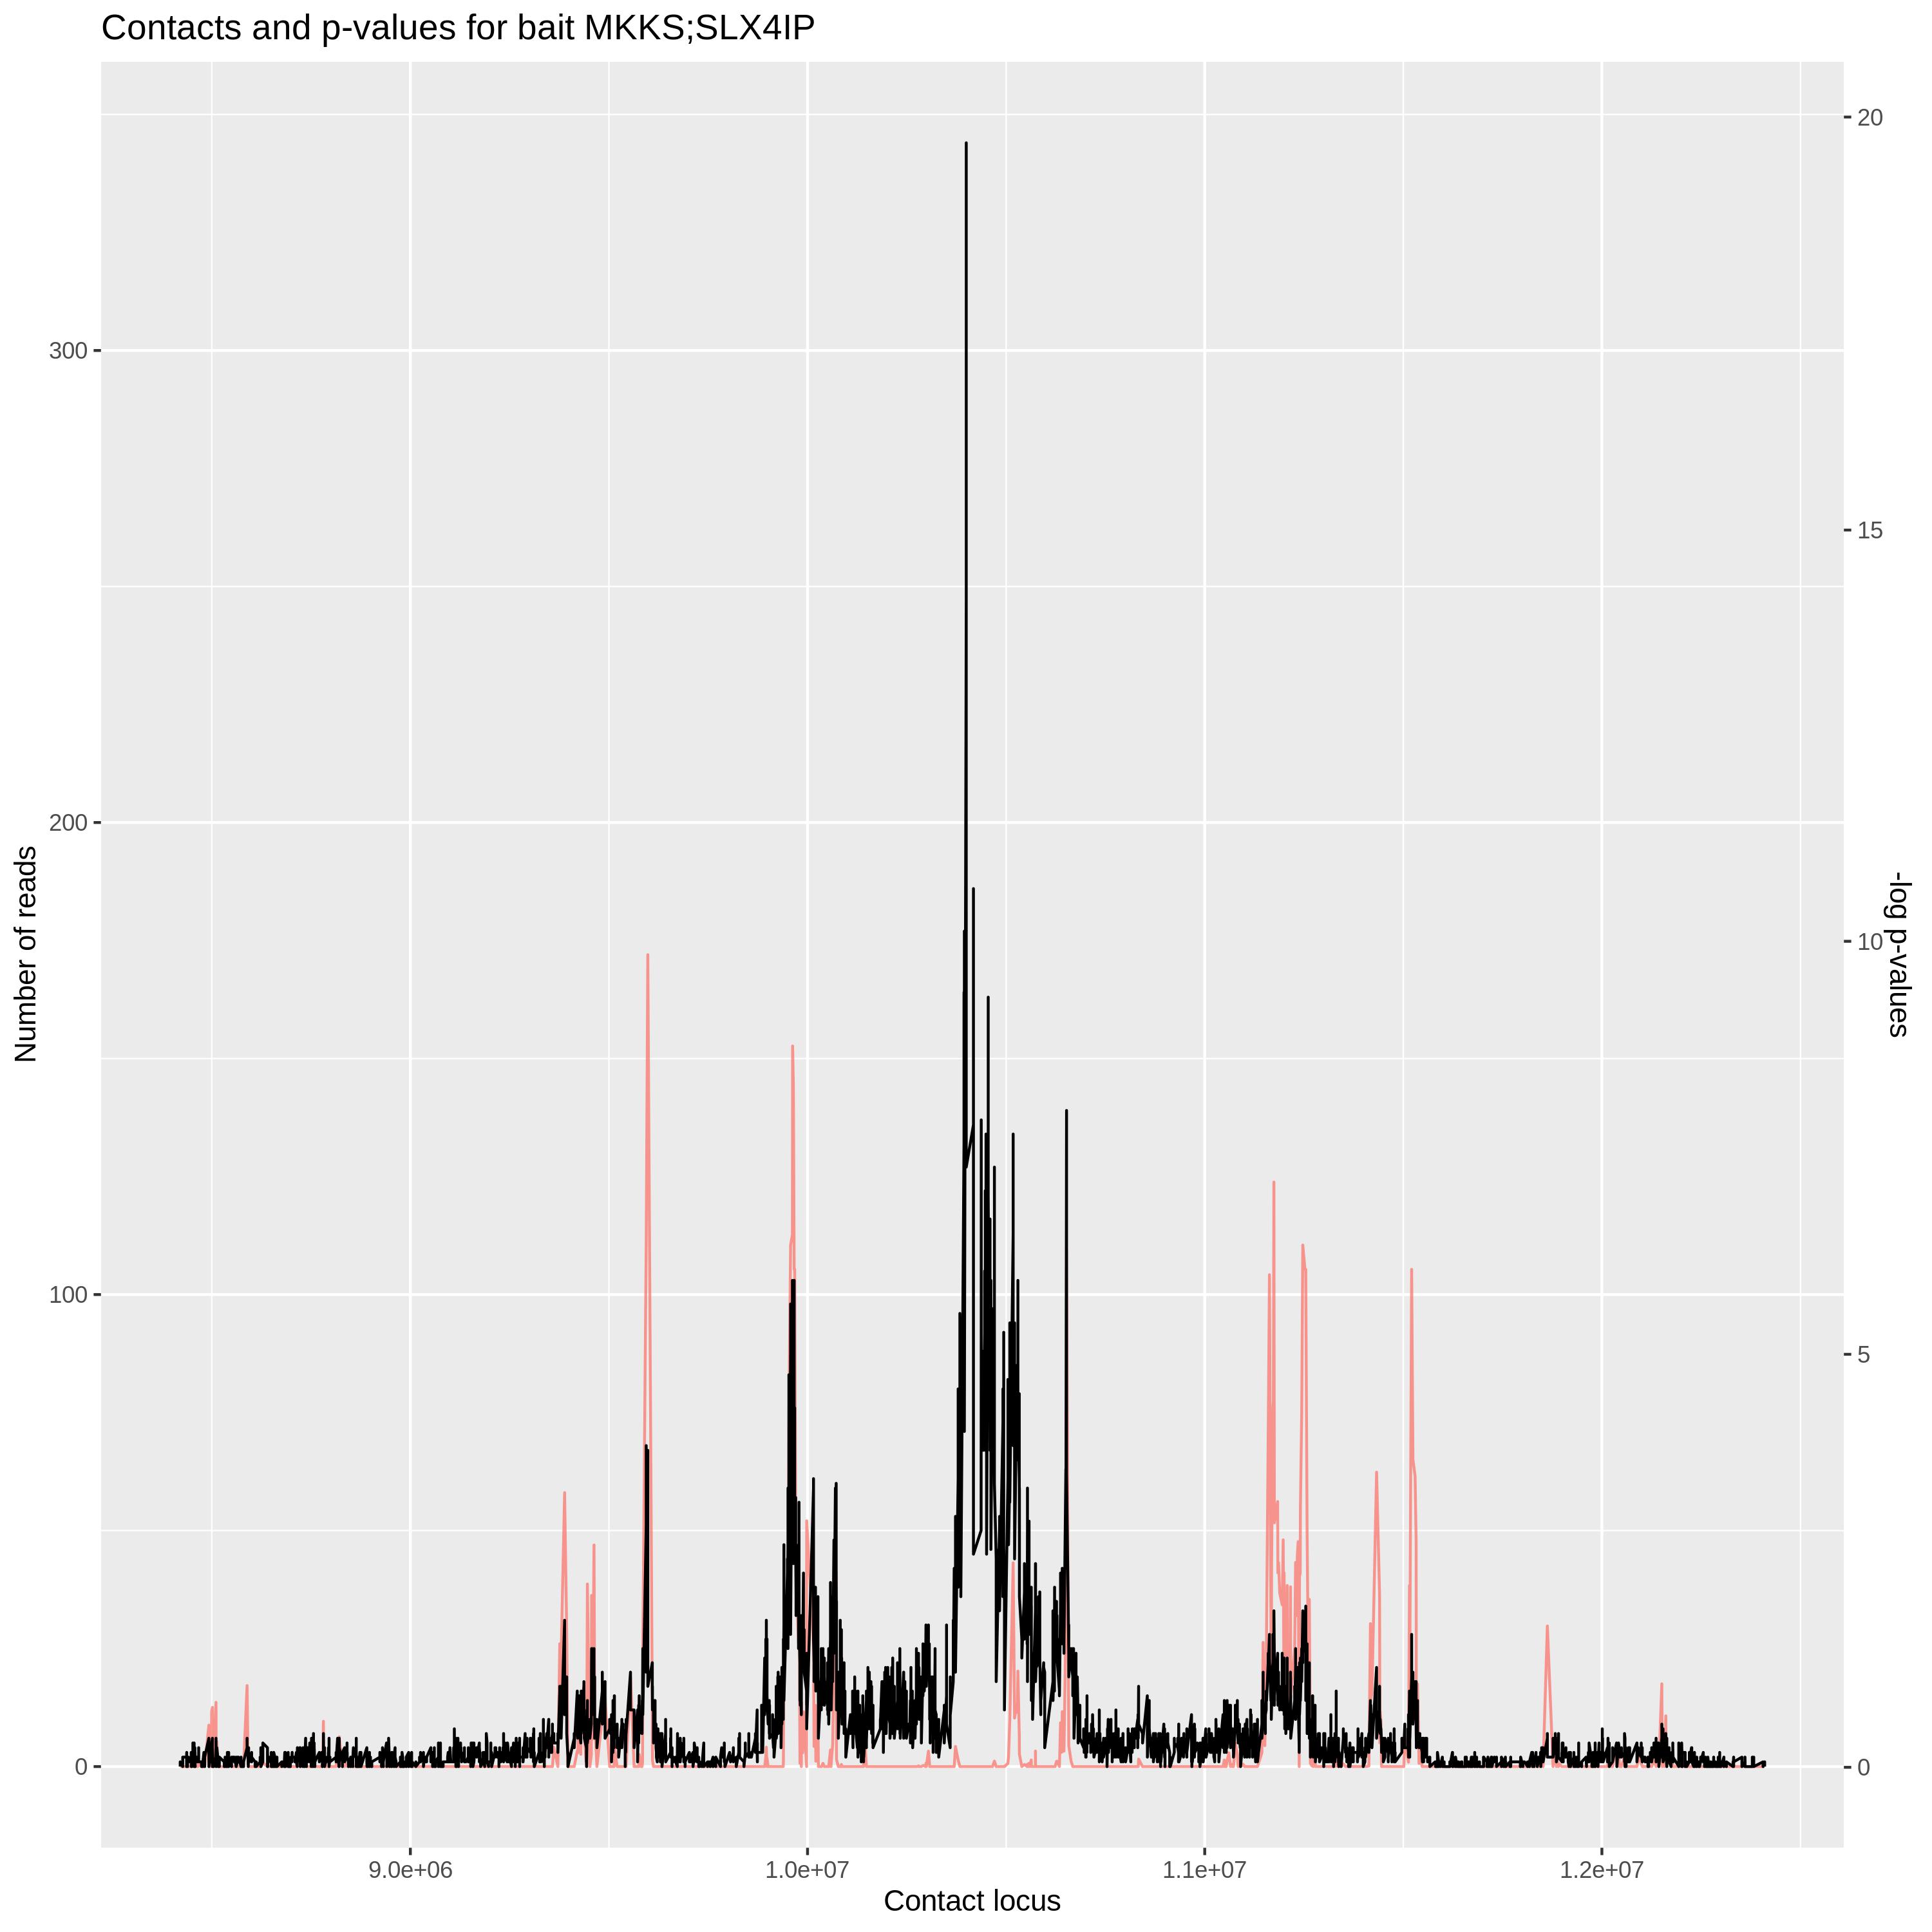 Contacts and p-values for bait MKKS;SLX4IP
Number of reads
300
200
100
0
20
15
10
5
0
-log p-values
9.0e+06
1.0e+07
1.1e+07
1.2e+07
Contact locus